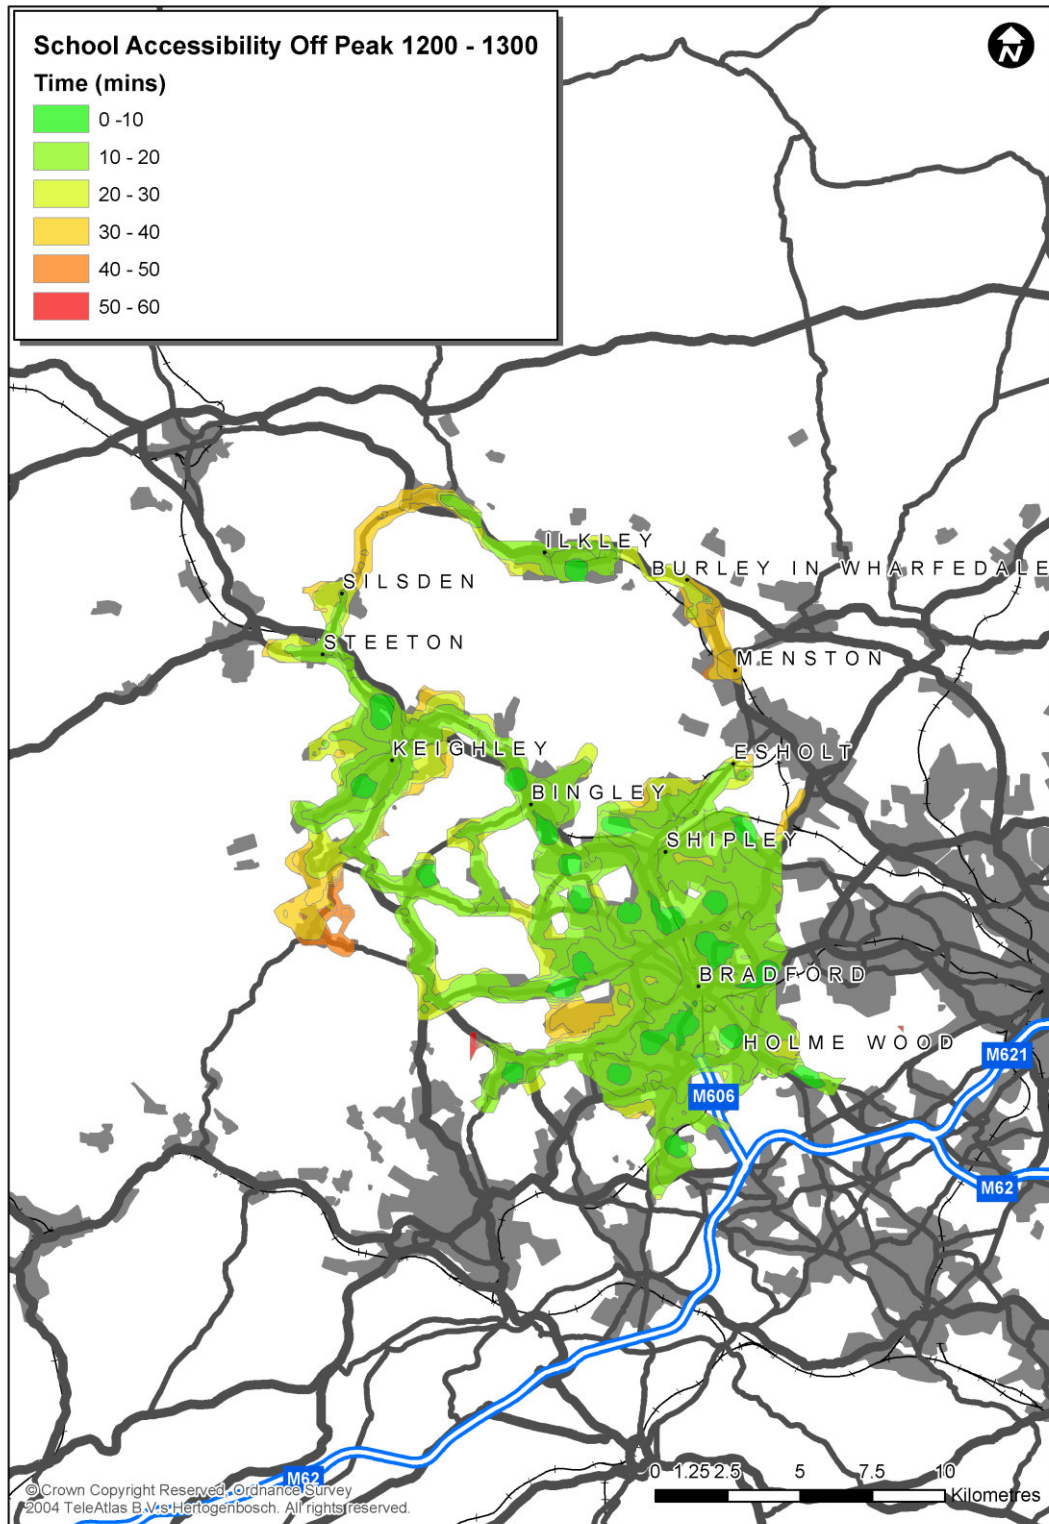 School Accessibility Off Peak 1200 - 1300
Time (mins)
0 -10
10 - 20
20 - 30
30 - 40
40 - 50
50 - 60
N
ILKLEY
BURLEY IN WHARFEDALE
SILSDEN
STEETON
MENSTON
KEIGHLEY
ESHOLT
BINGLEY
SHIPLEY
BRADFORD
HOLME WOOD
M621
M606
M62
M62
0 1.25 2.5 5 7.5 10
Kilometres
© Crown Copyright Reserved, Ordnance Survey
2004 TeleAtlas B.V.s Hertogenbosch. All rights reserved.